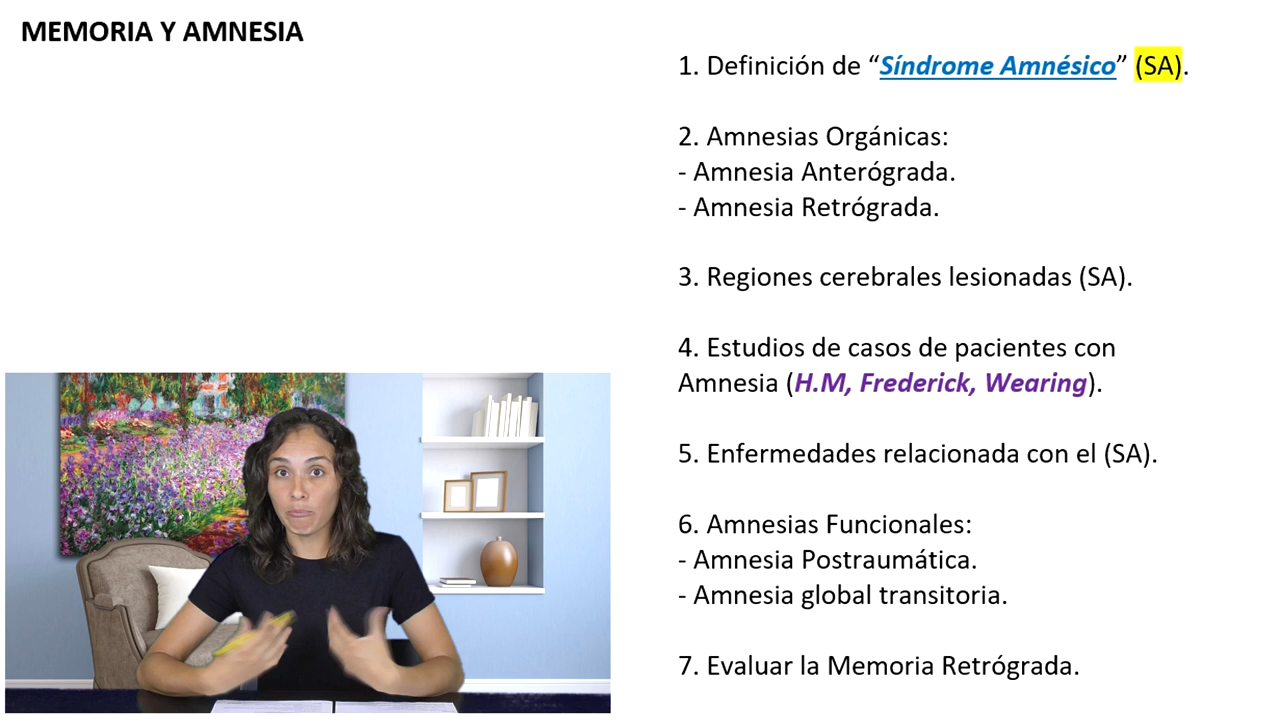 MEMORIA Y AMNESIA
1. Definición de “Síndrome Amnésico” (SA).
2. Amnesias Orgánicas:
- Amnesia Anterógrada.
- Amnesia Retrógrada.
3. Regiones cerebrales lesionadas (SA).
4. Estudios de casos de pacientes con
Amnesia (H.M, Frederick, Wearing).
5. Enfermedades relacionada con el (SA).
6. Amnesias Funcionales:
- Amnesia Postraumática.
- Amnesia global transitoria.
7. Evaluar la Memoria Retrógrada.